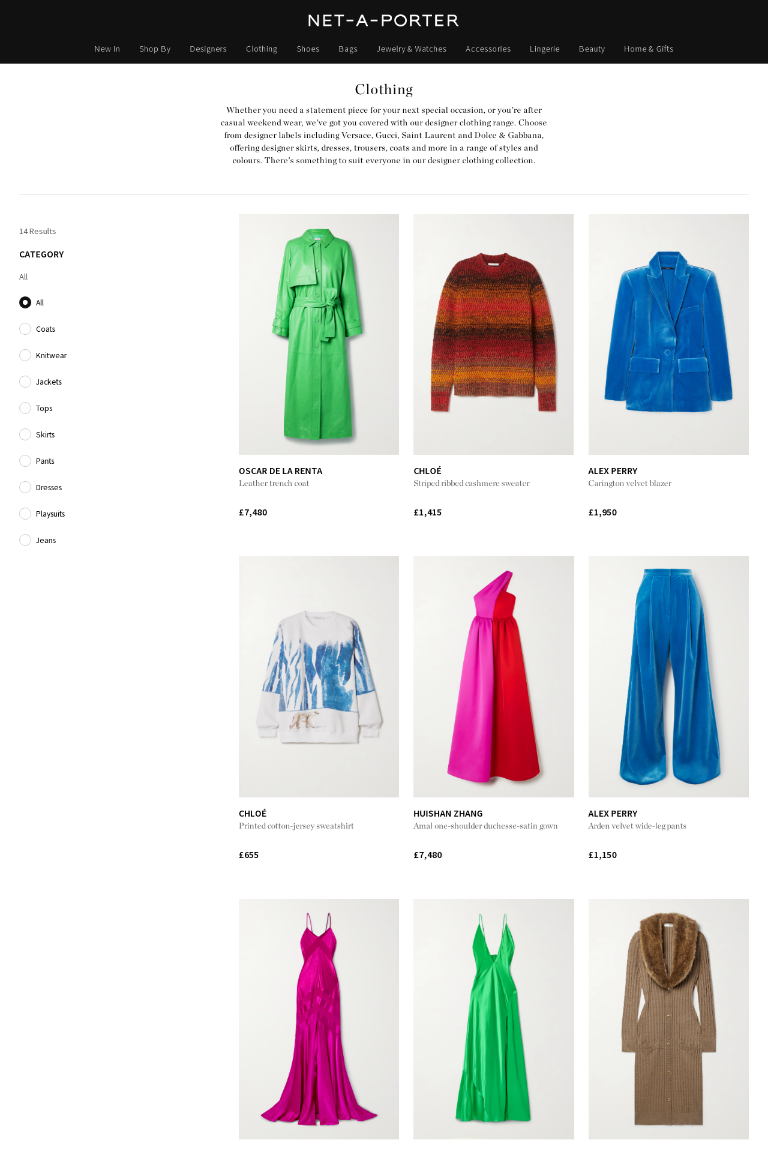 NET-A-PORTER
New In Shop By Designers Clothing Shoes Bags Jewelry & Watches Accessories Lingerie Beauty Home & Gifts
Clothing
Whether you need a statement piece for your next special occasion, or you're after
casual weekend wear, we've got you covered with our designer clothing range. Choose
from designer labels including Versace, Gucci, Saint Laurent and Dolce & Gabbana,
offering designer skirts, dresses, trousers, coats and more in a range of styles and
colours. There's something to suit everyone in our designer clothing collection.
14 Results
CATEGORY
All
All
Coats
Knitwear
Jackets
Tops
Skirts
Pants
Dresses
Playsuits
Jeans
OSCAR DE LA RENTA
Leather trench coat
£7,480
CHLOÉ
Striped ribbed cashmere sweater
£1,415
ALEX PERRY
Carington velvet blazer
£1,950
CHLOÉ
Printed cotton-jersey sweatshirt
£655
HUISHAN ZHANG
Amal one-shoulder duchesse-satin gown
£7,480
ALEX PERRY
Arden velvet wide-leg pants
£1,150